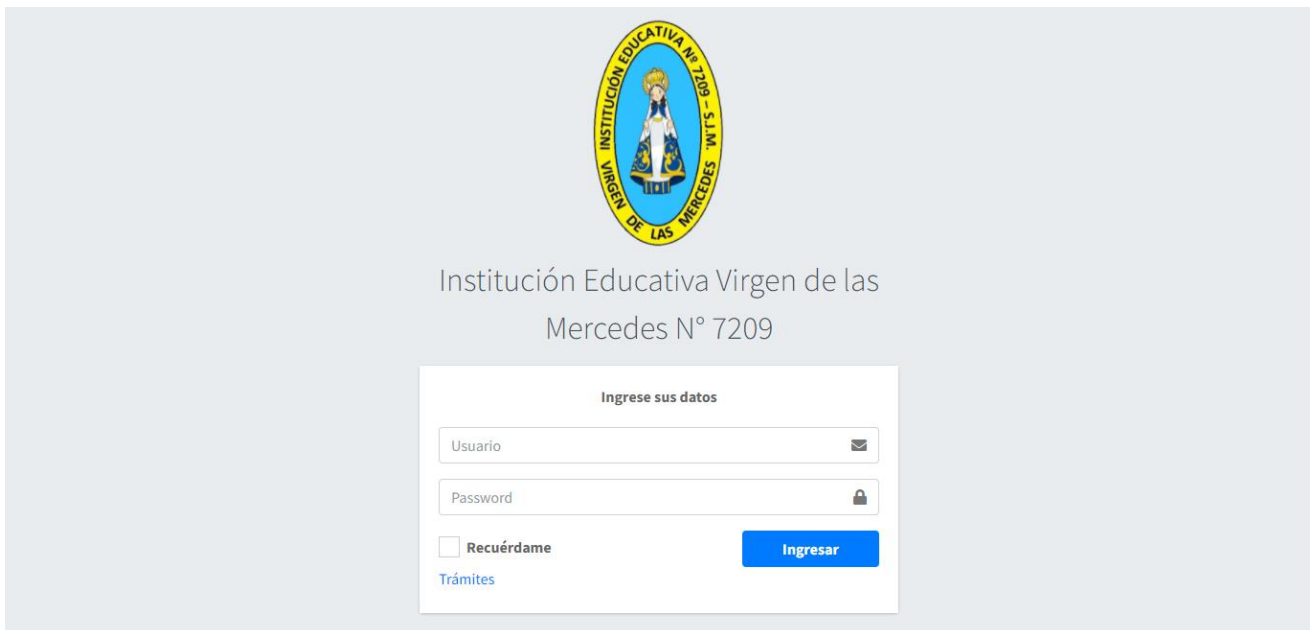 INSTITUCIÓN EDUCATIVA Nº 7209 – S.J.M.
VIRGEN DE LAS MERCEDES
Institución Educativa Virgen de las
Mercedes N° 7209
Ingrese sus datos
Usuario
Password
Recuérdame
Ingresar
Trámites